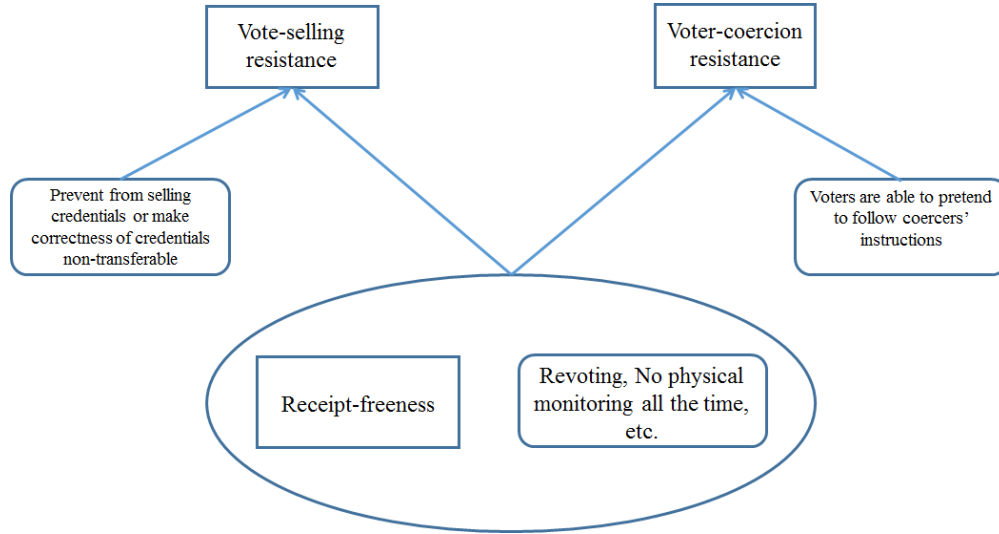 Vote-selling
resistance
Voter-coercion
resistance
Prevent from selling
credentials or make
correctness of credentials
non-transferable
Voters are able to pretend
to follow coercers’
instructions
Receipt-freeness
Revoting, No physical
monitoring all the time,
etc.